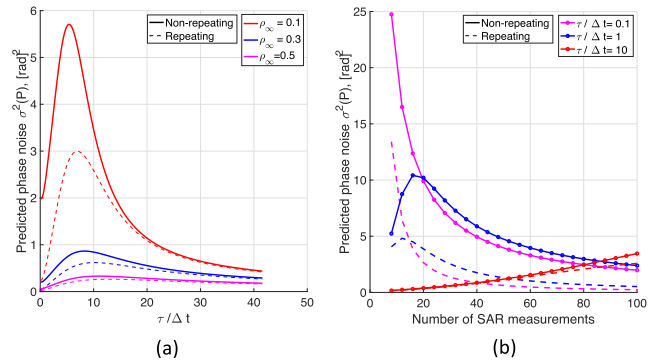 (a)
Predicted phase noise σ²(P), [rad]²
6
5
4
3
2
1
0
0 10 20 30 40 50
τ /Δ t
Non-repeating
Repeating
ρ∞ = 0.1
ρ∞ = 0.3
ρ∞ =0.5
(a)
(b)
Predicted phase noise σ²(P), [rad]²
25
20
15
10
5
0
0 20 40 60 80 100
Number of SAR measurements
Non-repeating
Repeating
τ / Δ t= 0.1
τ / Δ t= 1
τ / Δ t= 10
(b)